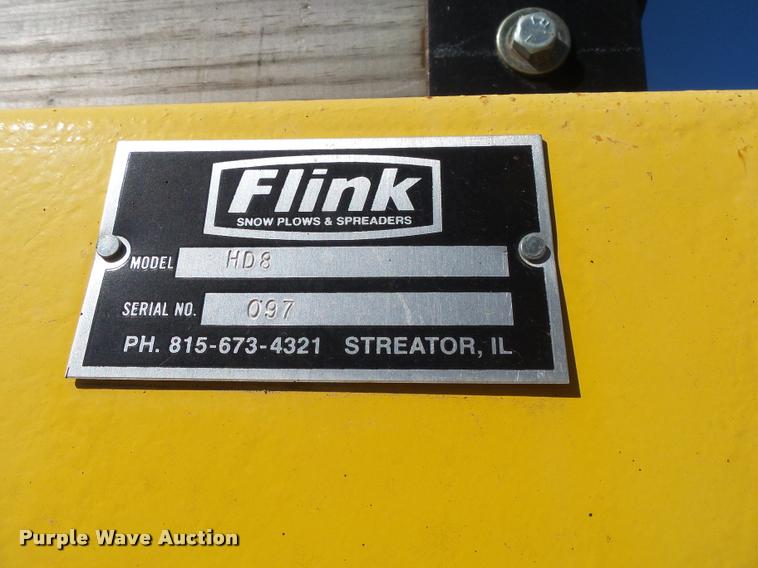 Flink
SNOW PLOWS & SPREADERS
MODEL HD8
SERIAL NO. 097
PH. 815-673-4321 STREATOR, IL
Purple Wave Auction